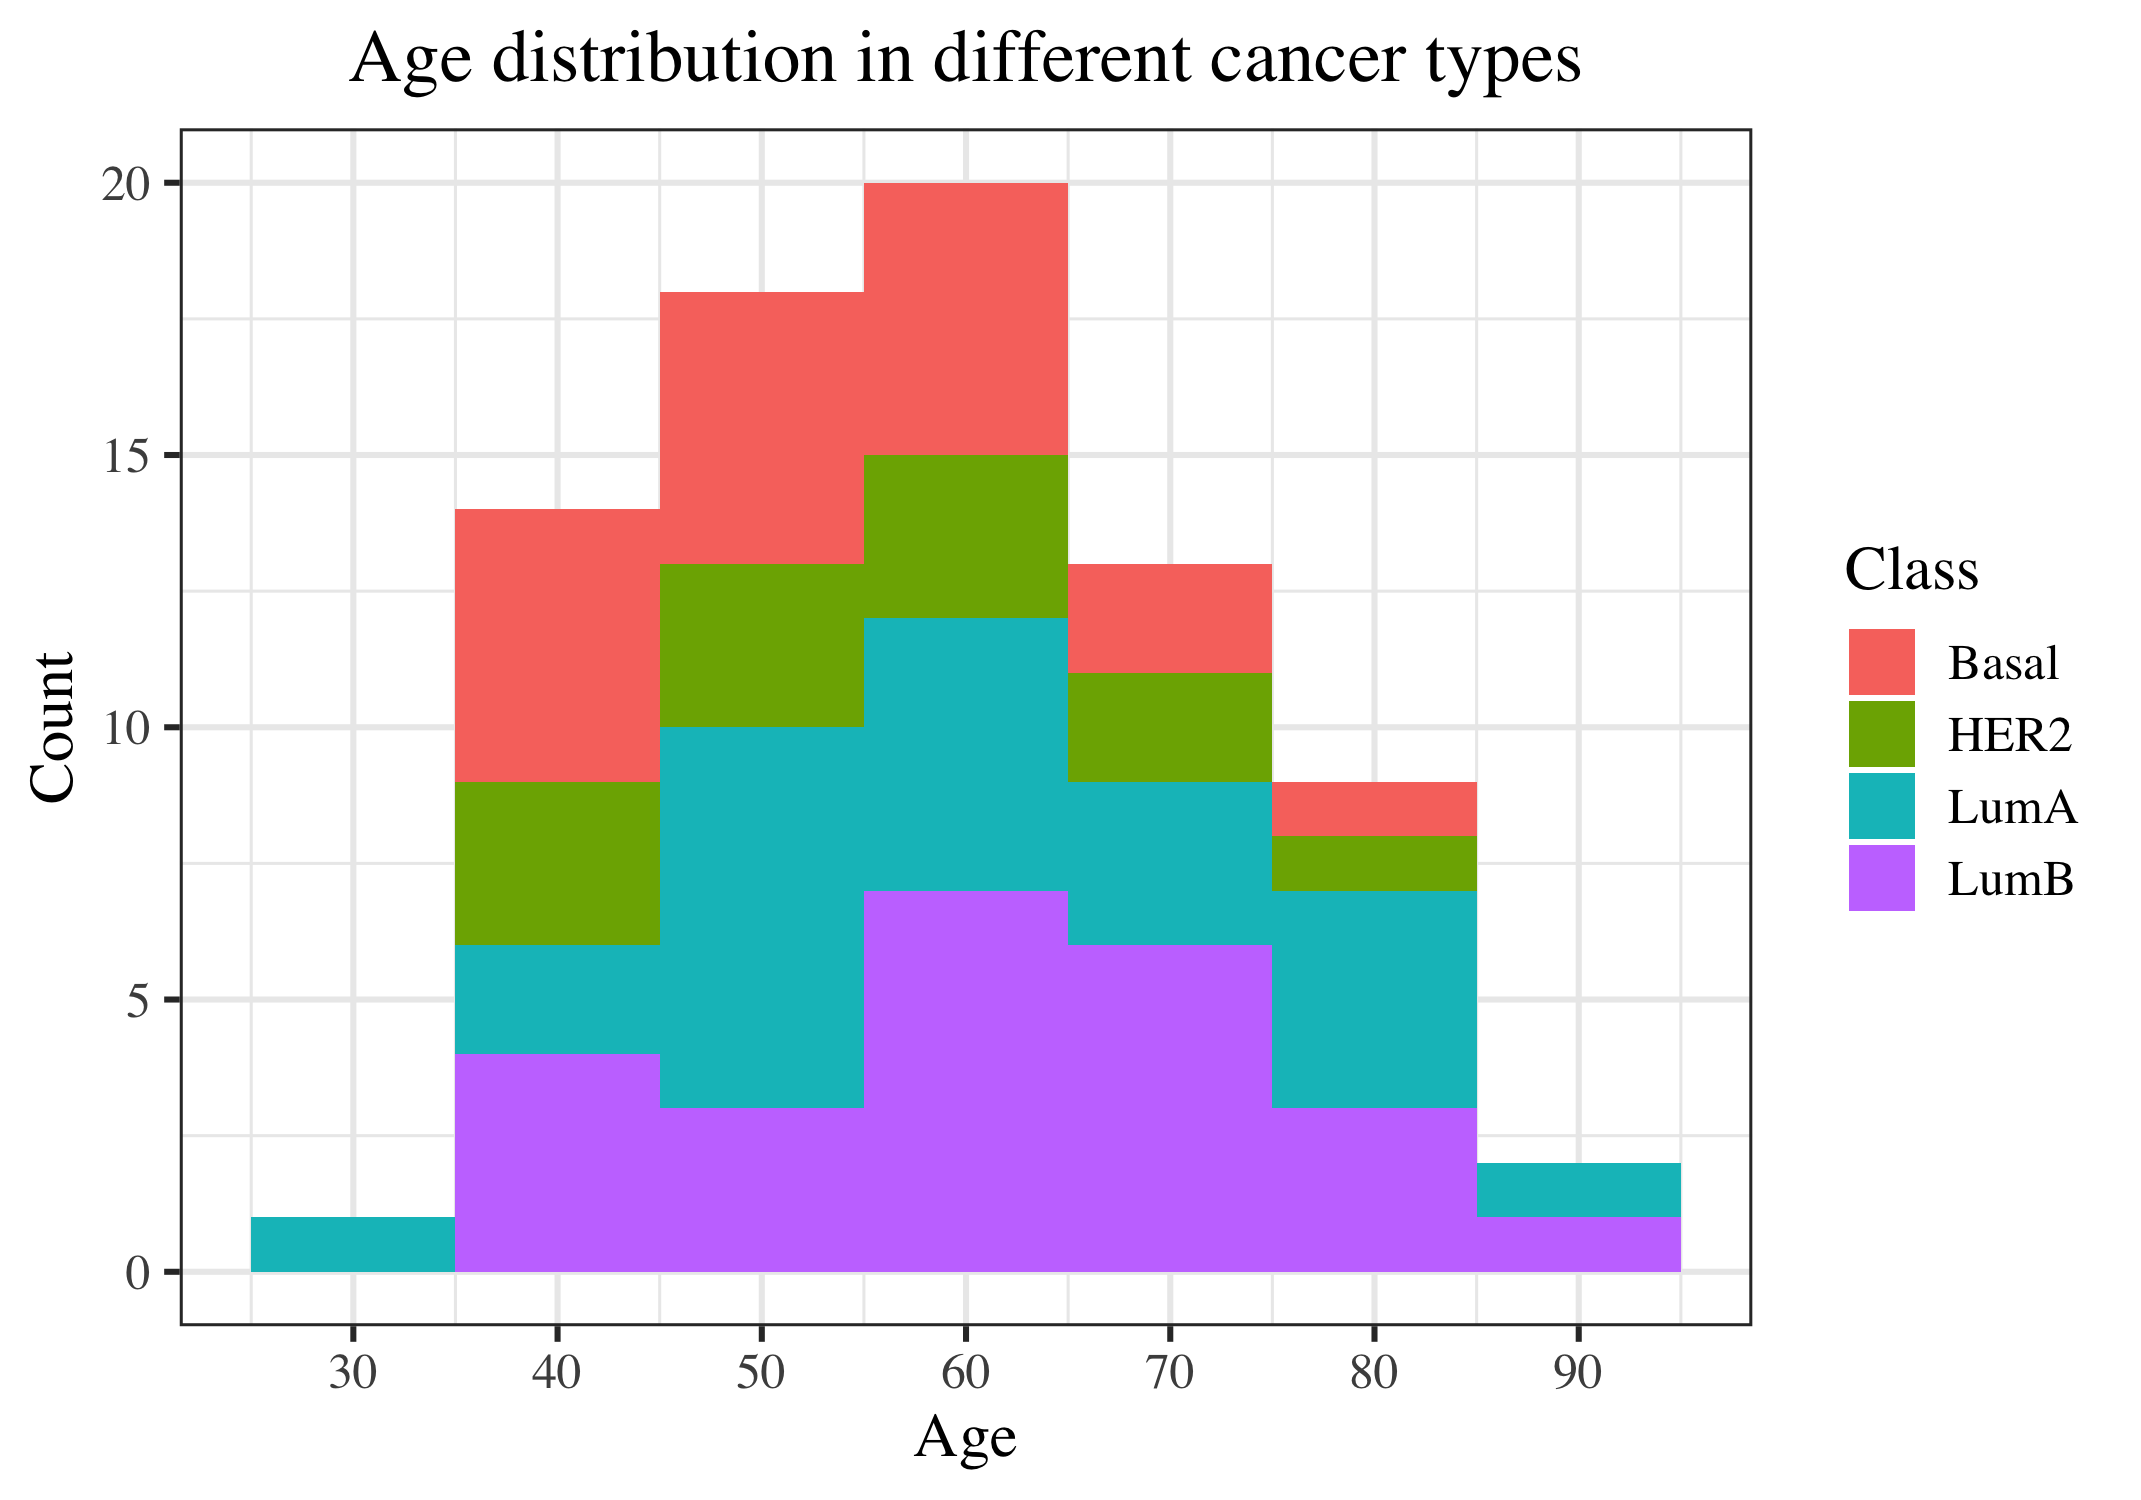 Age distribution in different cancer types
20
15
10
5
0
Count
30 40 50 60 70 80 90
Age
Class
Basal
HER2
LumA
LumB